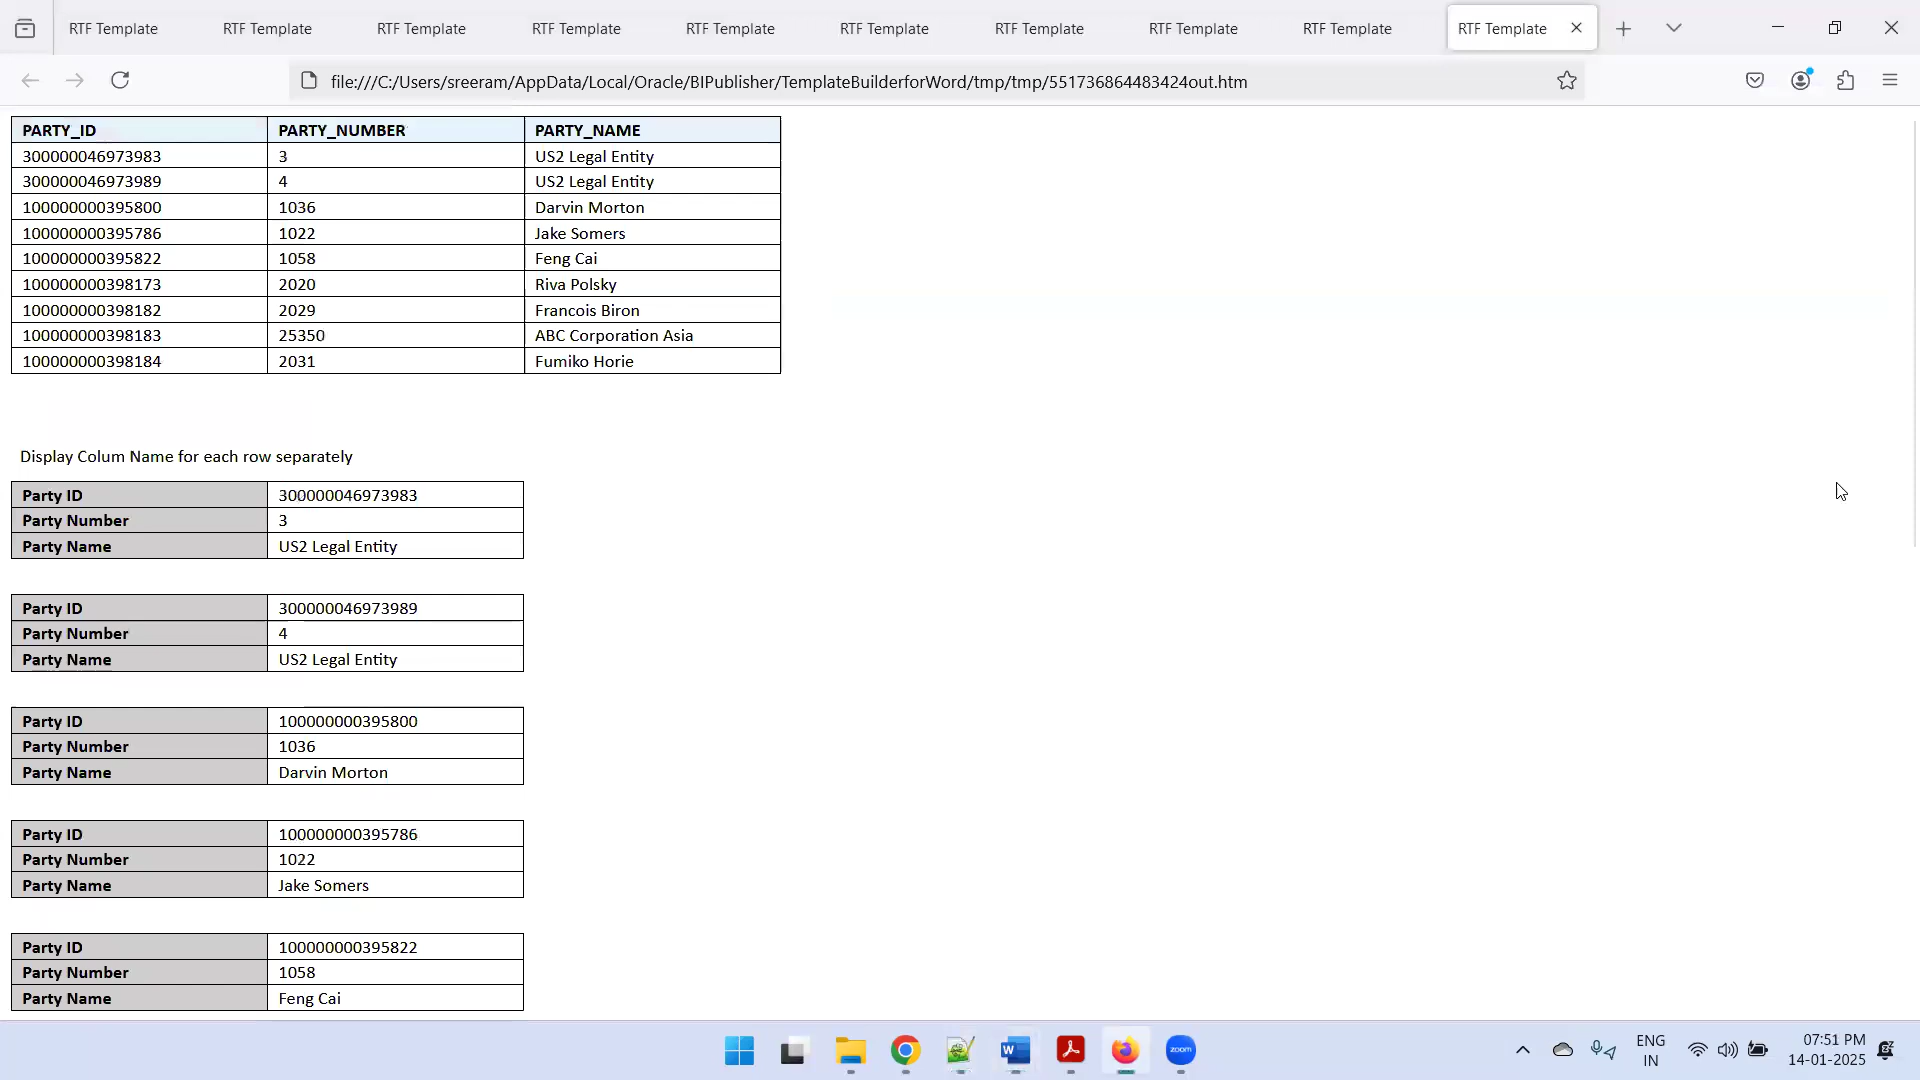 RTF Template RTF Template RTF Template RTF Template RTF Template RTF Template RTF Template RTF Template RTF Template RTF Template
file:///C:/Users/sreeram/AppData/Local/Oracle/BIPublisher/TemplateBuilderforWord/tmp/tmp/551736864483424out.htm
PARTY_ID PARTY_NUMBER PARTY_NAME
300000046973983 3 US2 Legal Entity
300000046973989 4 US2 Legal Entity
100000000395800 1036 Darvin Morton
100000000395786 1022 Jake Somers
100000000395822 1058 Feng Cai
100000000398173 2020 Riva Polsky
100000000398182 2029 Francois Biron
100000000398183 25350 ABC Corporation Asia
100000000398184 2031 Fumiko Horie
Display Colum Name for each row separately
Party ID 300000046973983
Party Number 3
Party Name US2 Legal Entity
Party ID 300000046973989
Party Number 4
Party Name US2 Legal Entity
Party ID 100000000395800
Party Number 1036
Party Name Darvin Morton
Party ID 100000000395786
Party Number 1022
Party Name Jake Somers
Party ID 100000000395822
Party Number 1058
Party Name Feng Cai
zoom
ENG
IN
07:51 PM
14-01-2025